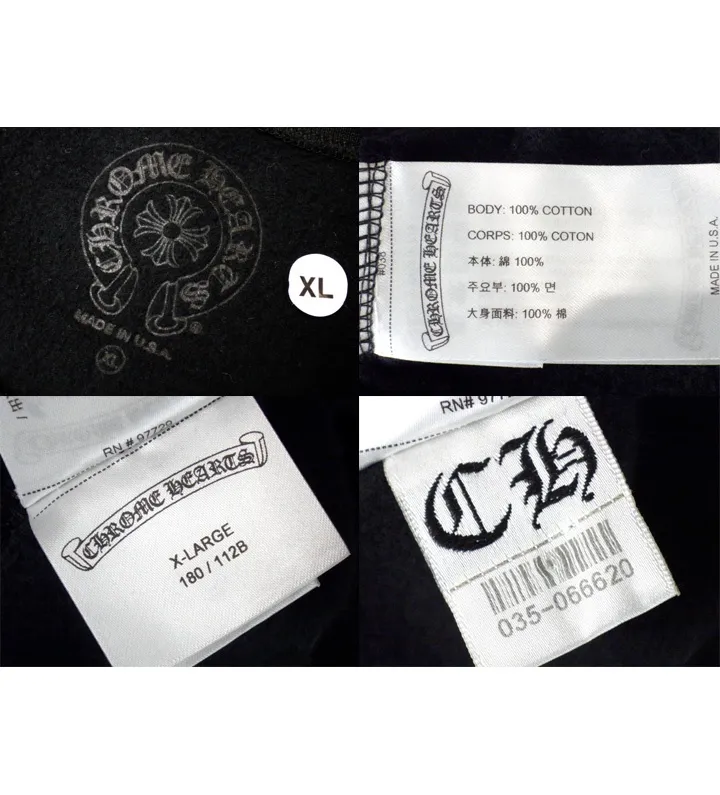 CHROME HEARTS
®
MADE IN U.S.A.
XL
XL
CHROME HEARTS
#038
BODY: 100% COTTON
CORPS: 100% COTON
本体: 綿 100%
주요부: 100% 면
大身面料: 100% 棉
MADE IN U.S.A.
RN# 97729
CHROME HEARTS
X-LARGE
180 / 112B
RN#
CH
035-066620